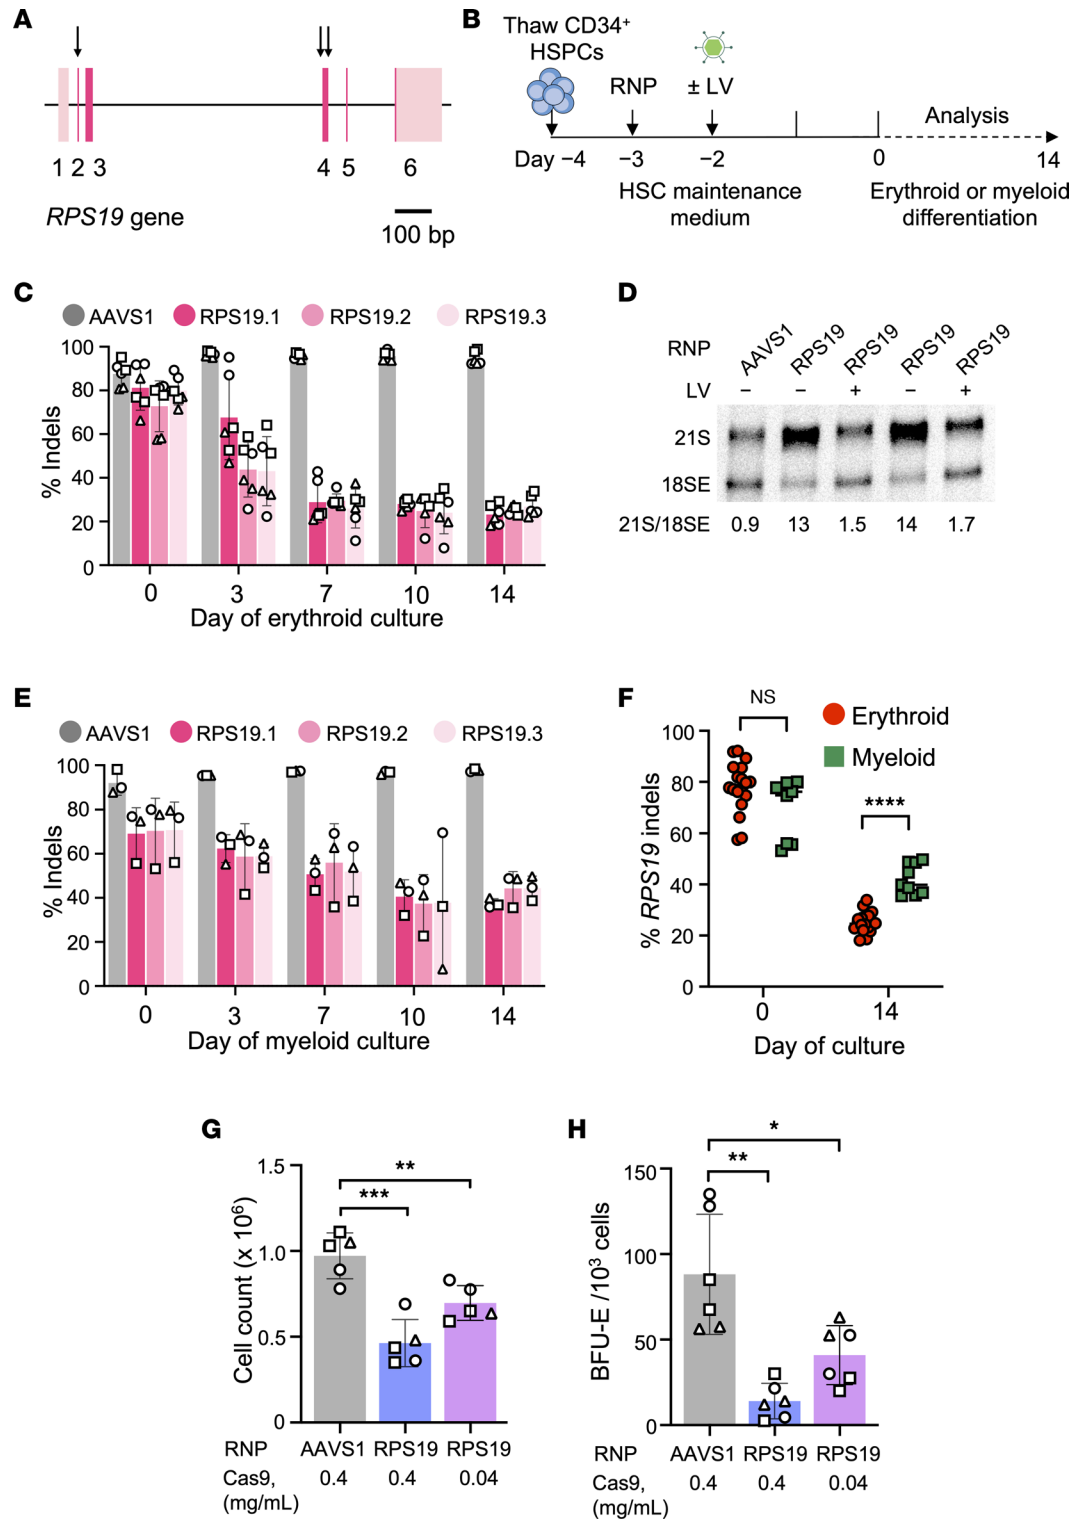 A
1 2 3 4 5 6
RPS19 gene
100 bp
B
Thaw CD34+
HSPCs
RNP ± LV
Analysis
Day −4 −3 −2 0 14
HSC maintenance
medium
Erythroid or myeloid
differentiation
C
AAVS1 RPS19.1 RPS19.2 RPS19.3
% Indels
100
80
60
40
20
0
0 3 7 10 14
Day of erythroid culture
D
RNP AAVS1 RPS19 RPS19 RPS19 RPS19
LV − − + − +
21S
18SE
21S/18SE 0.9 13 1.5 14 1.7
E
AAVS1 RPS19.1 RPS19.2 RPS19.3
% Indels
100
80
60
40
20
0
0 3 7 10 14
Day of myeloid culture
F
Erythroid
Myeloid
NS
****
% RPS19 indels
100
80
60
40
20
0
0 14
Day of culture
G
**
***
Cell count (x 10⁶)
1.5
1.0
0.5
0
RNP AAVS1 RPS19 RPS19
Cas9, 0.4 0.4 0.04
(mg/mL)
H
*
**
BFU-E /10³ cells
150
100
50
0
RNP AAVS1 RPS19 RPS19
Cas9, 0.4 0.4 0.04
(mg/mL)